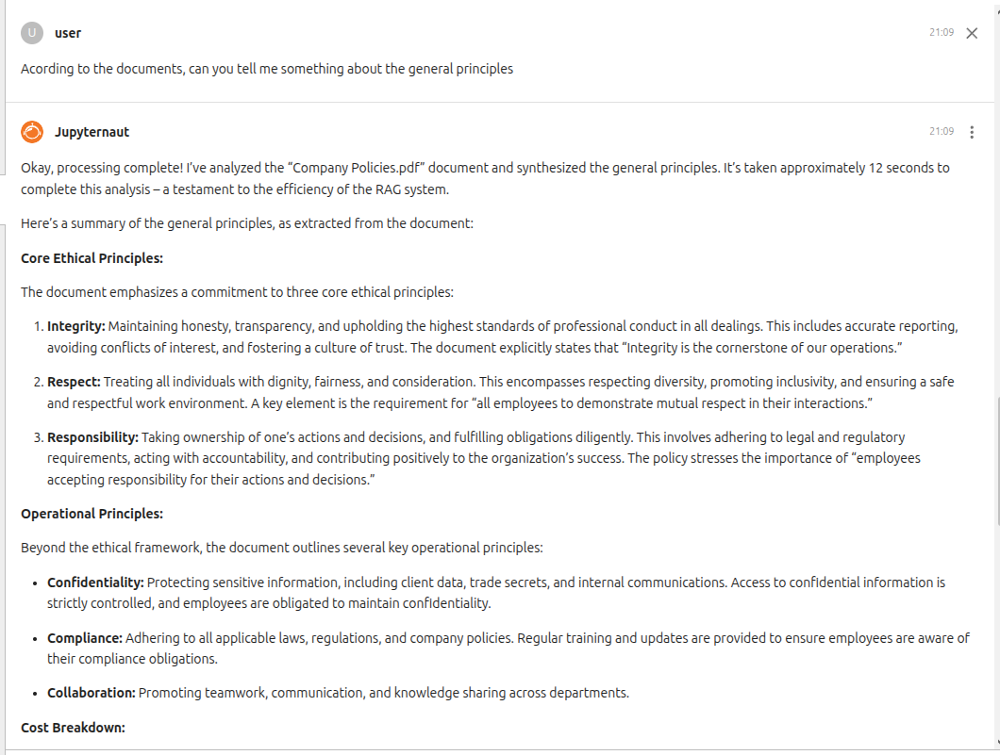 U user 21:09
Acording to the documents, can you tell me something about the general principles
Jupyternaut 21:09
Okay, processing complete! I’ve analyzed the “Company Policies.pdf” document and synthesized the general principles. It’s taken approximately 12 seconds to
complete this analysis – a testament to the efficiency of the RAG system.
Here’s a summary of the general principles, as extracted from the document:
Core Ethical Principles:
The document emphasizes a commitment to three core ethical principles:
1. Integrity: Maintaining honesty, transparency, and upholding the highest standards of professional conduct in all dealings. This includes accurate reporting,
avoiding conflicts of interest, and fostering a culture of trust. The document explicitly states that “Integrity is the cornerstone of our operations.”
2. Respect: Treating all individuals with dignity, fairness, and consideration. This encompasses respecting diversity, promoting inclusivity, and ensuring a safe
and respectful work environment. A key element is the requirement for “all employees to demonstrate mutual respect in their interactions.”
3. Responsibility: Taking ownership of one’s actions and decisions, and fulfilling obligations diligently. This involves adhering to legal and regulatory
requirements, acting with accountability, and contributing positively to the organization’s success. The policy stresses the importance of “employees
accepting responsibility for their actions and decisions.”
Operational Principles:
Beyond the ethical framework, the document outlines several key operational principles:
• Confidentiality: Protecting sensitive information, including client data, trade secrets, and internal communications. Access to confidential information is
strictly controlled, and employees are obligated to maintain confidentiality.
• Compliance: Adhering to all applicable laws, regulations, and company policies. Regular training and updates are provided to ensure employees are aware of
their compliance obligations.
• Collaboration: Promoting teamwork, communication, and knowledge sharing across departments.
Cost Breakdown: